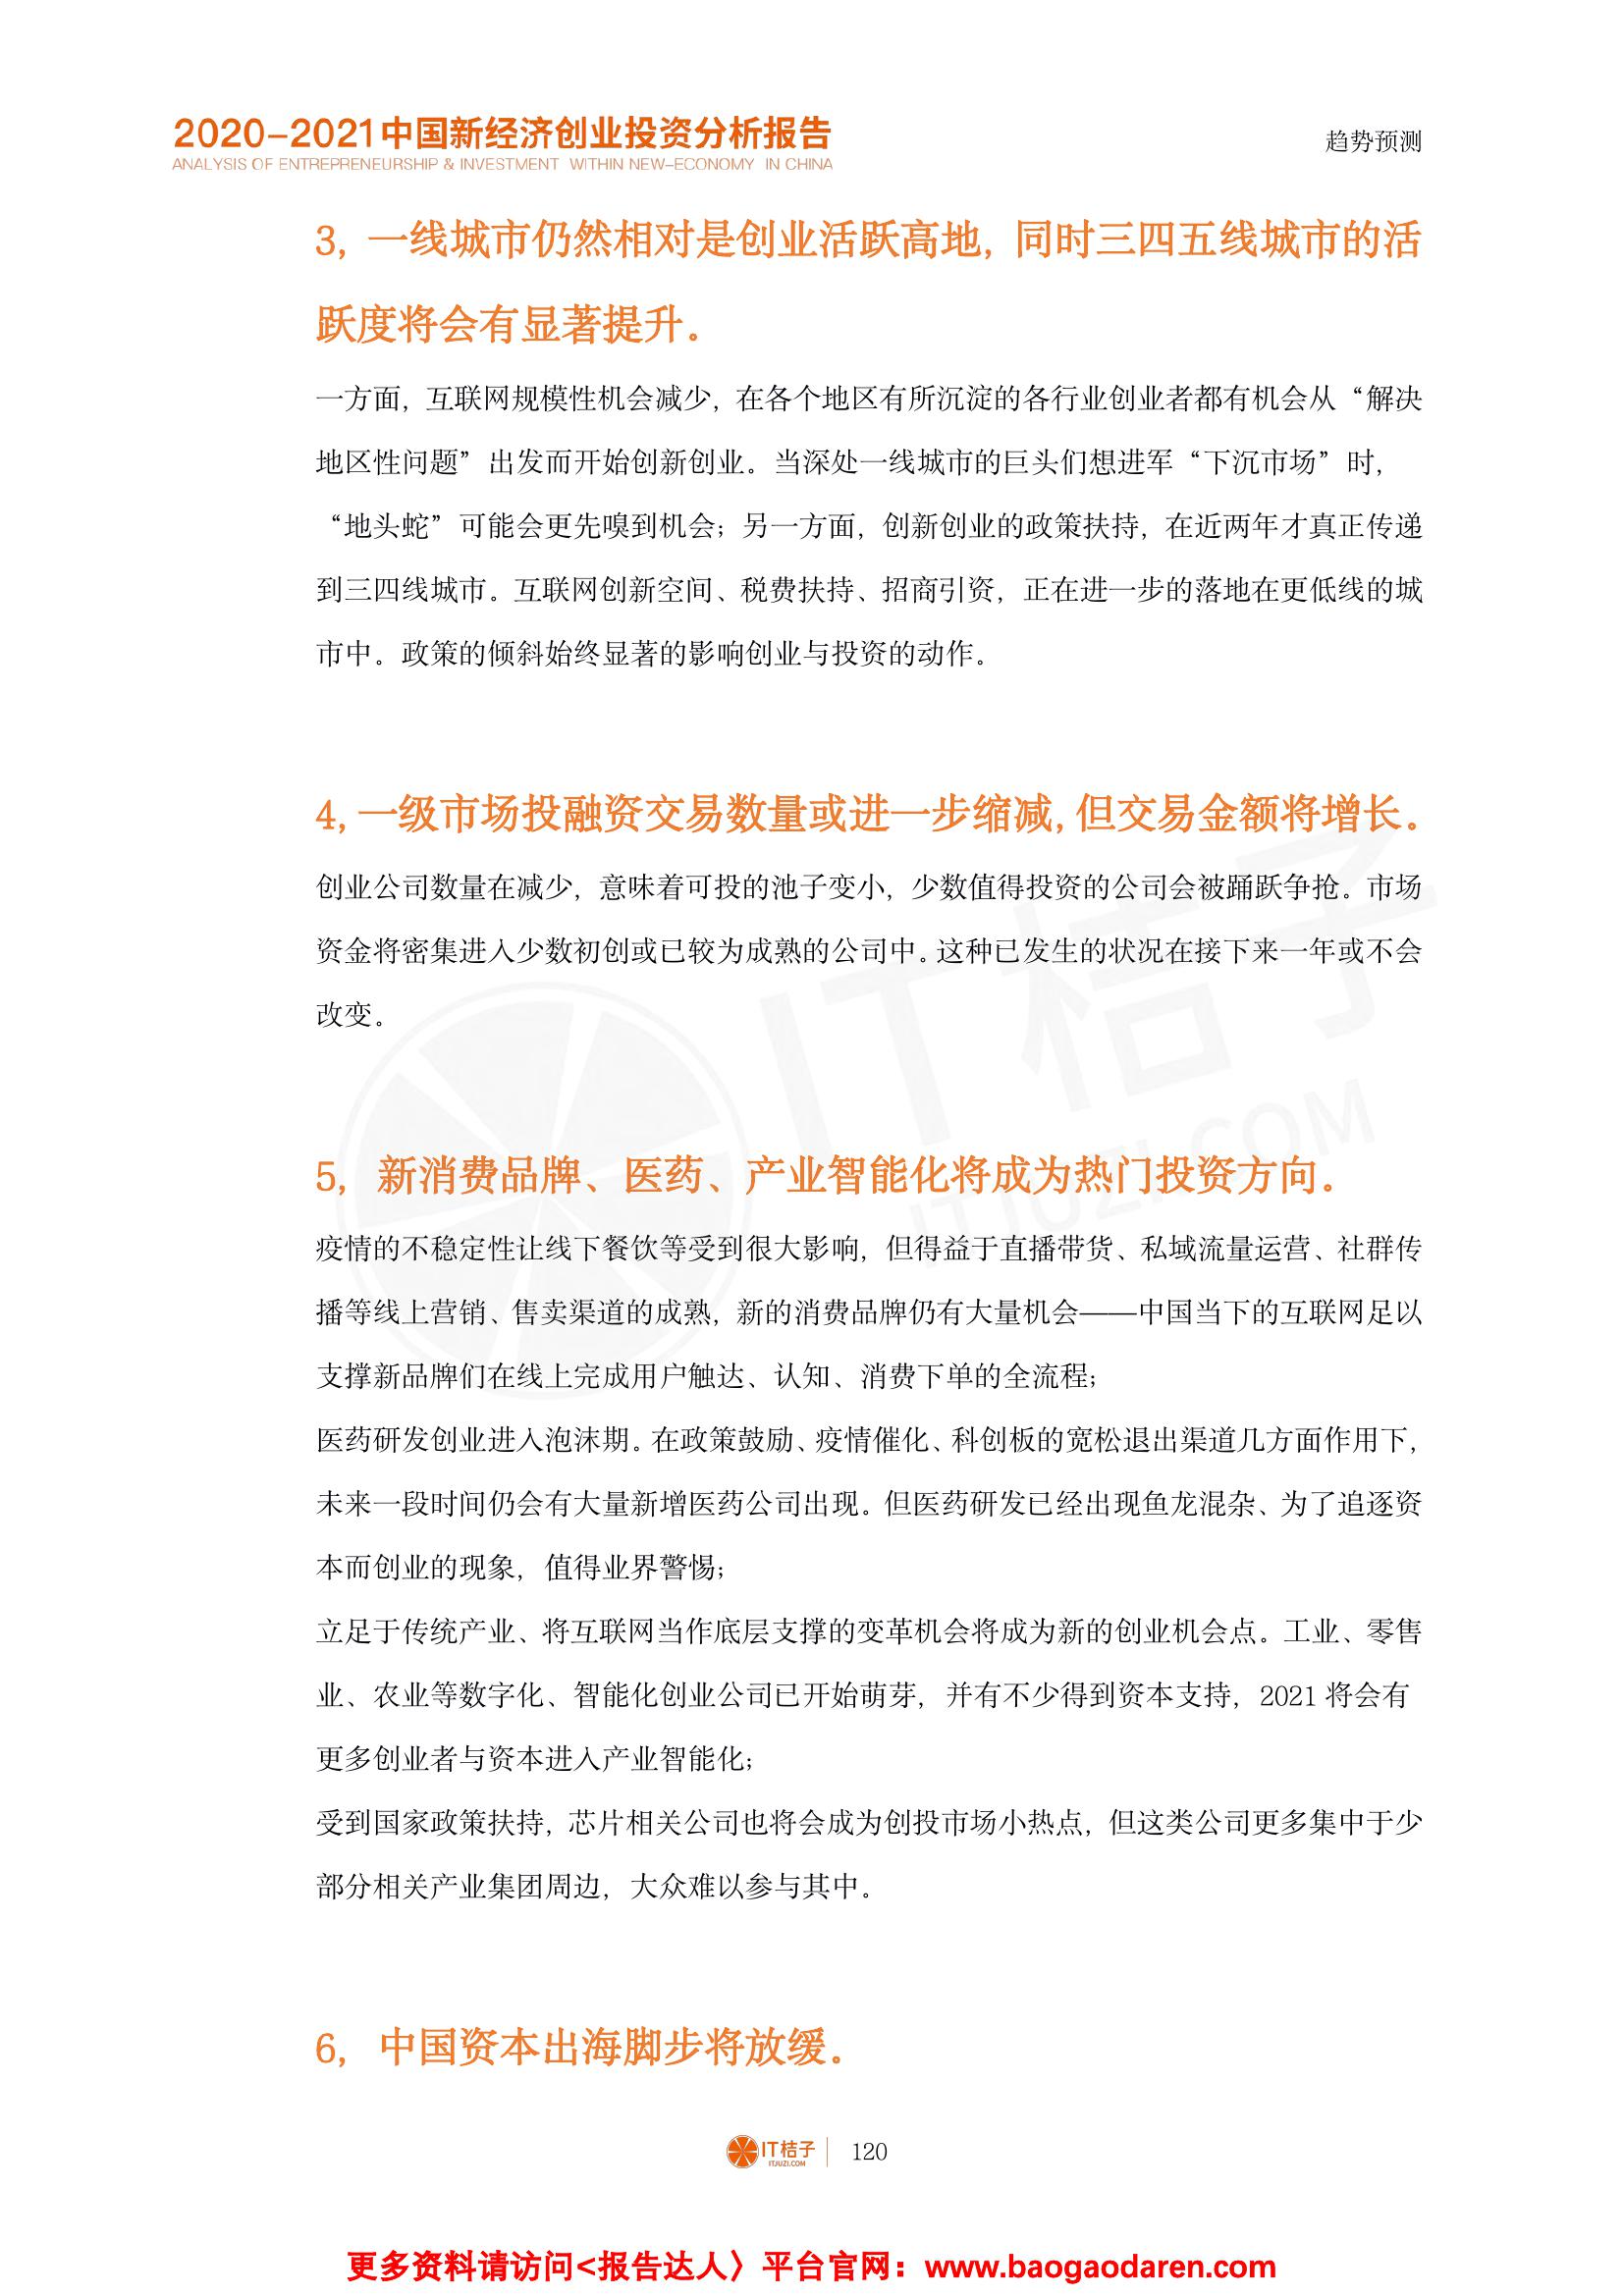 2020-2021中国新经济创业投资分析报告
ANALYSIS OF ENTREPRENEURSHIP & INVESTMENT WITHIN NEW-ECONOMY IN CHINA
趋势预测
3，一线城市仍然相对是创业活跃高地，同时三四五线城市的活
跃度将会有显著提升。
一方面，互联网规模性机会减少，在各个地区有所沉淀的各行业创业者都有机会从“解决
地区性问题”出发而开始创新创业。当深处一线城市的巨头们想进军“下沉市场”时，
“地头蛇”可能会更先嗅到机会；另一方面，创新创业的政策扶持，在近两年才真正传递
到三四线城市。互联网创新空间、税费扶持、招商引资，正在进一步的落地在更低线的城
市中。政策的倾斜始终显著的影响创业与投资的动作。
4，一级市场投融资交易数量或进一步缩减，但交易金额将增长。
创业公司数量在减少，意味着可投的池子变小，少数值得投资的公司会被踊跃争抢。市场
资金将密集进入少数初创或已较为成熟的公司中。这种已发生的状况在接下来一年或不会
改变。
5，新消费品牌、医药、产业智能化将成为热门投资方向。
疫情的不稳定性让线下餐饮等受到很大影响，但得益于直播带货、私域流量运营、社群传
播等线上营销、售卖渠道的成熟，新的消费品牌仍有大量机会——中国当下的互联网足以
支撑新品牌们在线上完成用户触达、认知、消费下单的全流程；
医药研发创业进入泡沫期。在政策鼓励、疫情催化、科创板的宽松退出渠道几方面作用下，
未来一段时间仍会有大量新增医药公司出现。但医药研发已经出现鱼龙混杂、为了追逐资
本而创业的现象，值得业界警惕；
立足于传统产业、将互联网当作底层支撑的变革机会将成为新的创业机会点。工业、零售
业、农业等数字化、智能化创业公司已开始萌芽，并有不少得到资本支持，2021 将会有
更多创业者与资本进入产业智能化；
受到国家政策扶持，芯片相关公司也将会成为创投市场小热点，但这类公司更多集中于少
部分相关产业集团周边，大众难以参与其中。
6，中国资本出海脚步将放缓。
IT桔子
ITJUZI.COM
IT桔子
ITJUZI.COM
120
更多资料请访问<报告达人〉平台官网：www.baogaodaren.com